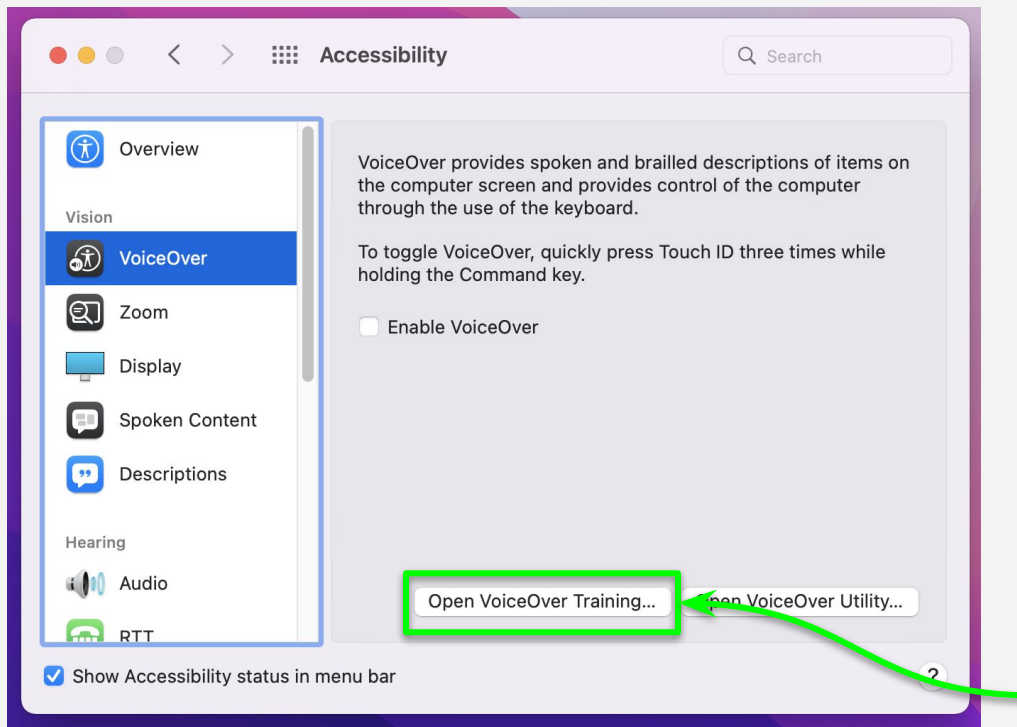 Accessibility
Search
Overview
Vision
VoiceOver
Zoom
Display
Spoken Content
Descriptions
Hearing
Audio
RTT
VoiceOver provides spoken and brailled descriptions of items on
the computer screen and provides control of the computer
through the use of the keyboard.
To toggle VoiceOver, quickly press Touch ID three times while
holding the Command key.
Enable VoiceOver
Open VoiceOver Training...
Open VoiceOver Utility...
Show Accessibility status in menu bar
?